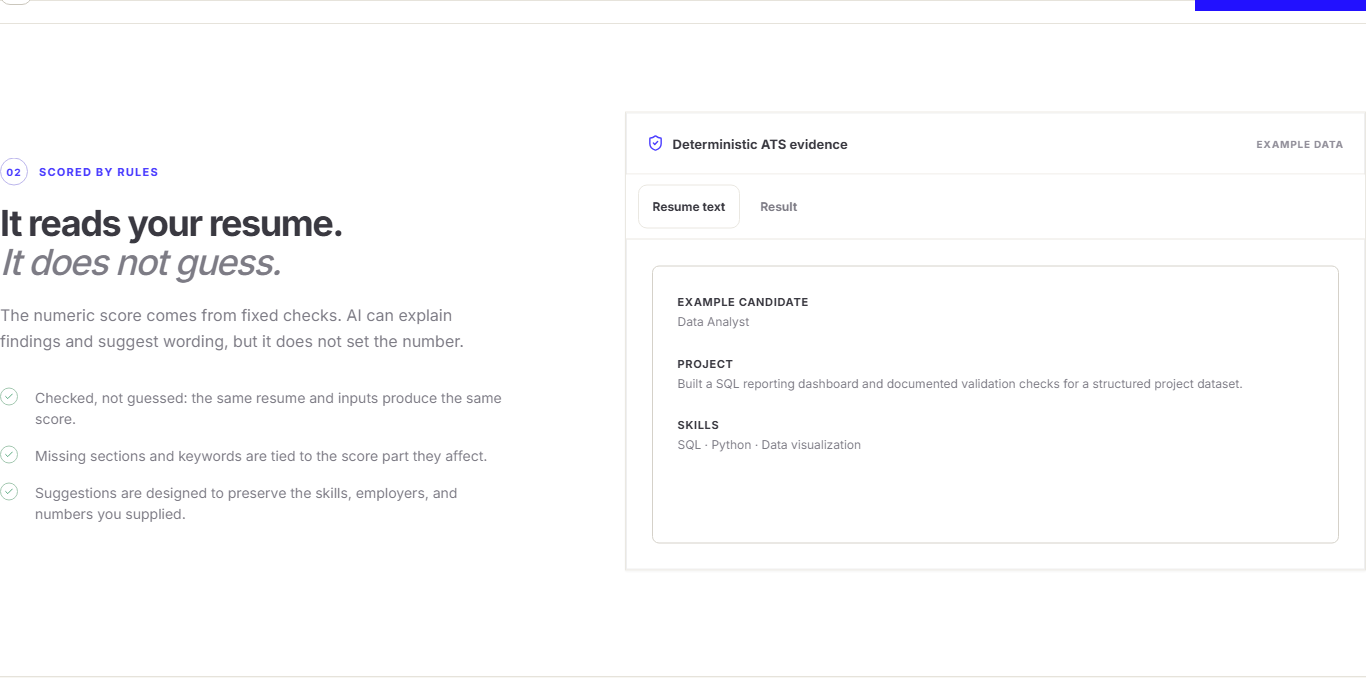 02 SCORED BY RULES
It reads your resume.
It does not guess.
The numeric score comes from fixed checks. AI can explain
findings and suggest wording, but it does not set the number.
Checked, not guessed: the same resume and inputs produce the same
score.
Missing sections and keywords are tied to the score part they affect.
Suggestions are designed to preserve the skills, employers, and
numbers you supplied.
Deterministic ATS evidence
EXAMPLE DATA
Resume text
Result
EXAMPLE CANDIDATE
Data Analyst
PROJECT
Built a SQL reporting dashboard and documented validation checks for a structured project dataset.
SKILLS
SQL · Python · Data visualization